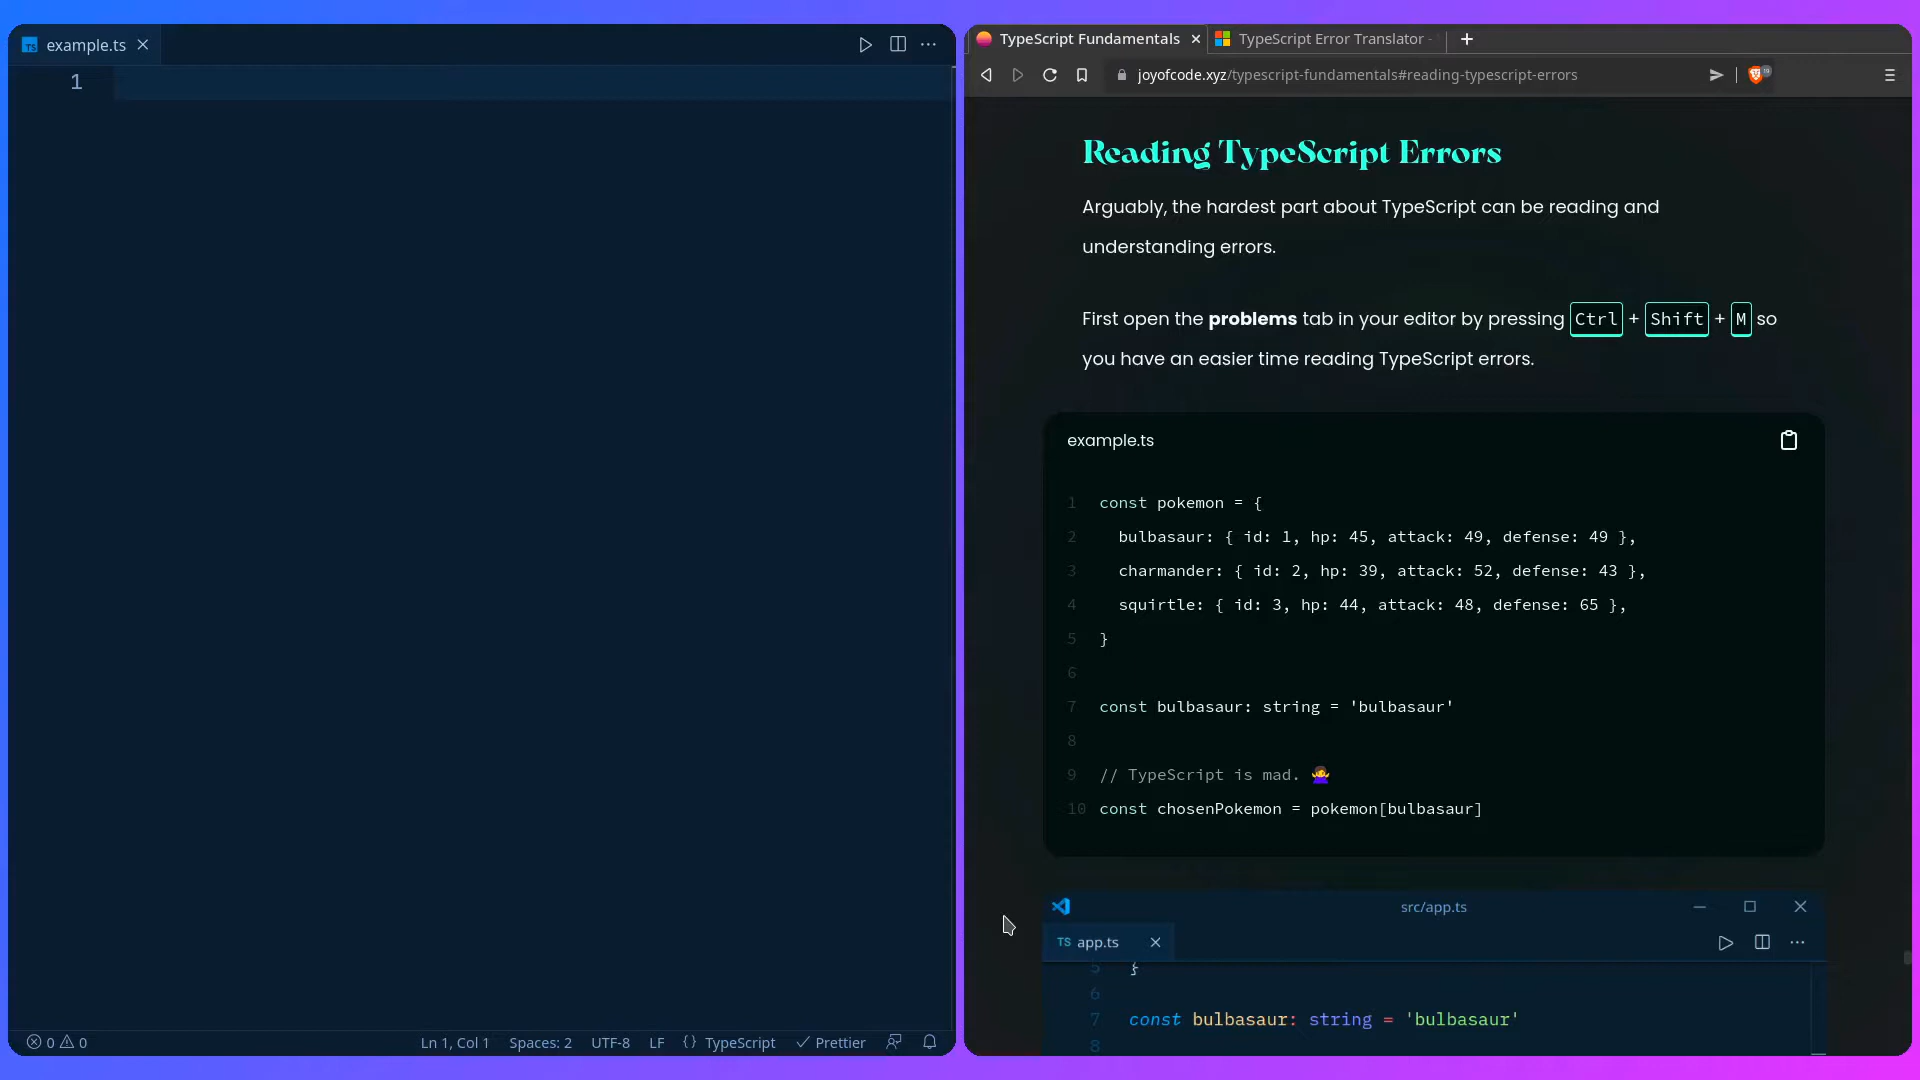 TS example.ts
1
0 0
Ln 1, Col 1 Spaces: 2 UTF-8 LF {} TypeScript Prettier
TypeScript Fundamentals TypeScript Error Translator -
joyofcode.xyz/typescript-fundamentals#reading-typescript-errors
Reading TypeScript Errors
Arguably, the hardest part about TypeScript can be reading and
understanding errors.
First open the problems tab in your editor by pressing Ctrl + Shift + M so
you have an easier time reading TypeScript errors.
example.ts
1 const pokemon = {
2 bulbasaur: { id: 1, hp: 45, attack: 49, defense: 49 },
3 charmander: { id: 2, hp: 39, attack: 52, defense: 43 },
4 squirtle: { id: 3, hp: 44, attack: 48, defense: 65 },
5 }
6
7 const bulbasaur: string = 'bulbasaur'
8
9 // TypeScript is mad. 🙅‍♀️
10 const chosenPokemon = pokemon[bulbasaur]
src/app.ts
TS app.ts
5 }
6
7 const bulbasaur: string = 'bulbasaur'
8